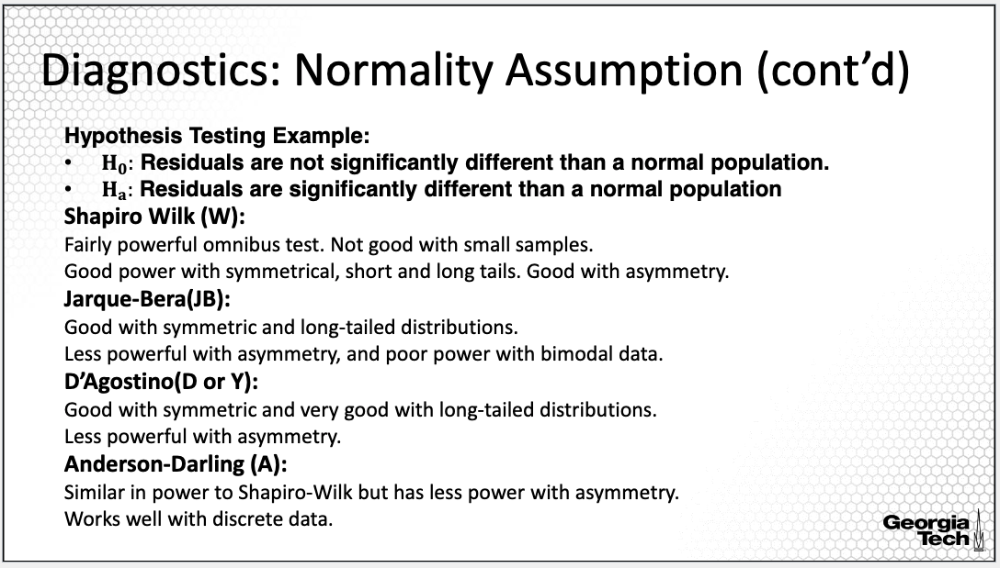 Diagnostics: Normality Assumption (cont’d)
Hypothesis Testing Example:
• H₀: Residuals are not significantly different than a normal population.
• Hₐ: Residuals are significantly different than a normal population
Shapiro Wilk (W):
Fairly powerful omnibus test. Not good with small samples.
Good power with symmetrical, short and long tails. Good with asymmetry.
Jarque-Bera(JB):
Good with symmetric and long-tailed distributions.
Less powerful with asymmetry, and poor power with bimodal data.
D’Agostino(D or Y):
Good with symmetric and very good with long-tailed distributions.
Less powerful with asymmetry.
Anderson-Darling (A):
Similar in power to Shapiro-Wilk but has less power with asymmetry.
Works well with discrete data.
Georgia
Tech